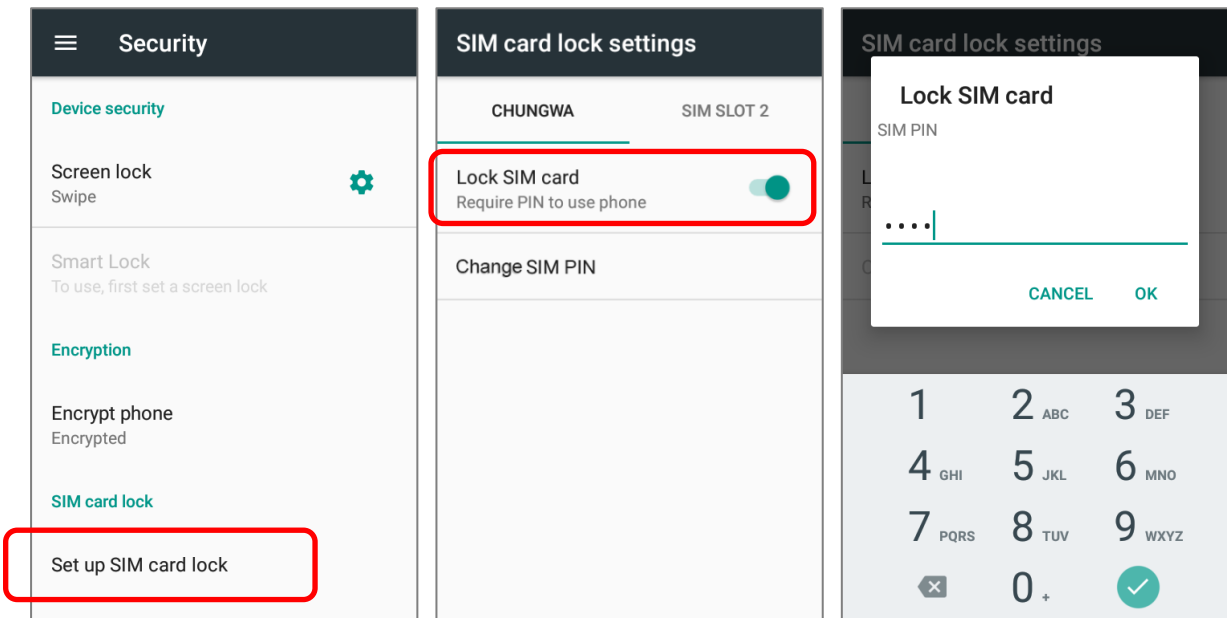 Security
Device security
Screen lock
Swipe
Smart Lock
To use, first set a screen lock
Encryption
Encrypt phone
Encrypted
SIM card lock
Set up SIM card lock
SIM card lock settings
CHUNGWA SIM SLOT 2
Lock SIM card
Require PIN to use phone
Change SIM PIN
SIM card lock settings
Lock SIM card
SIM PIN
••••
CANCEL OK
1 2 ABC 3 DEF
4 GHI 5 JKL 6 MNO
7 PQRS 8 TUV 9 WXYZ
0 +